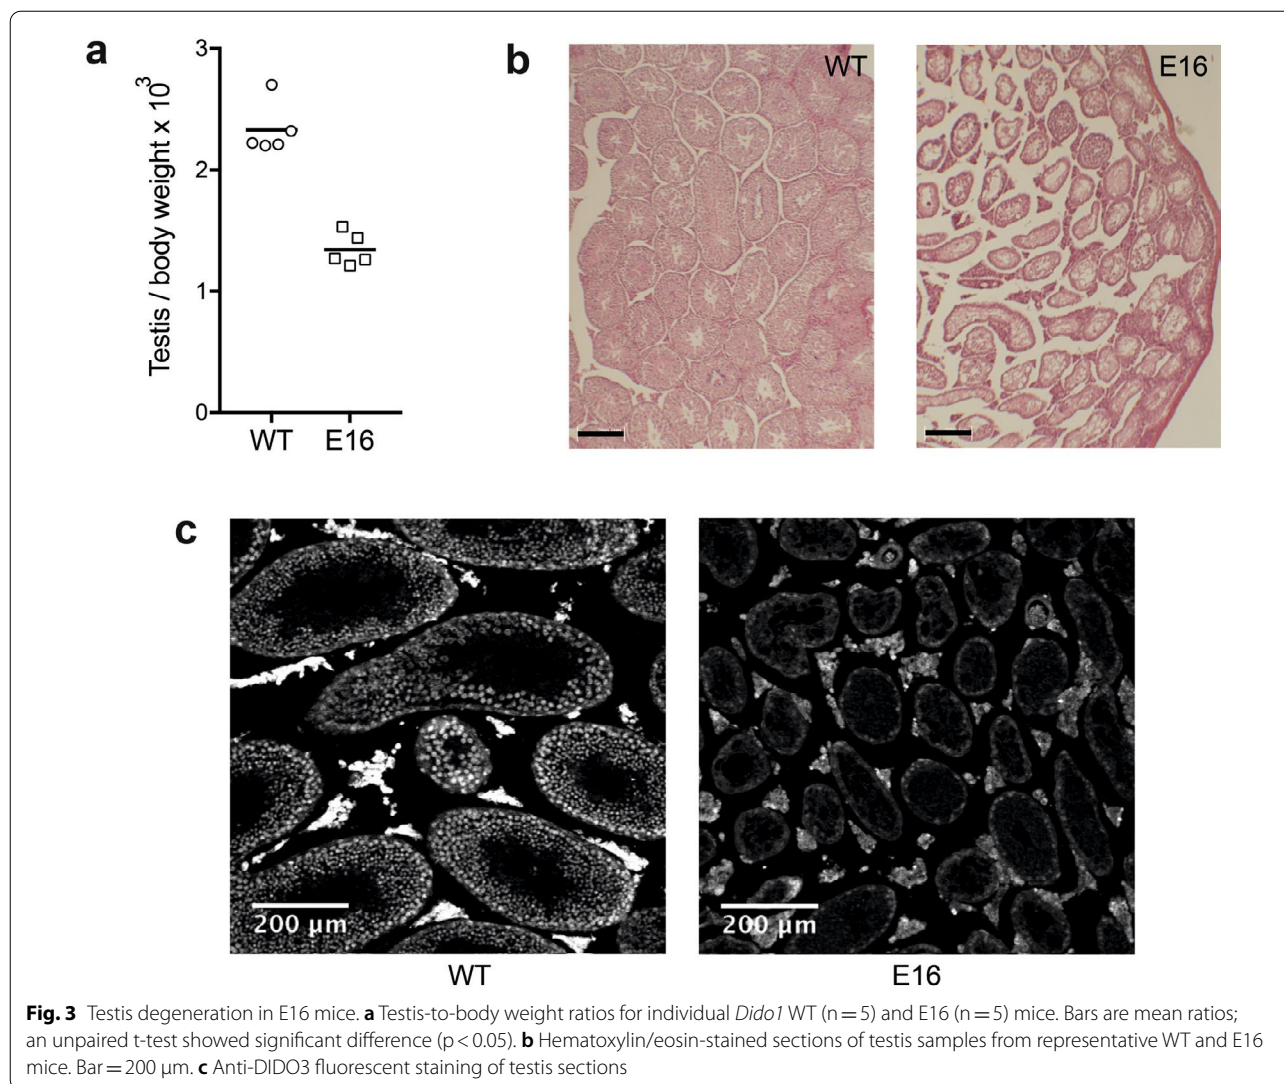 a
3
2
1
0
Testis / body weight x 10³
WT
E16
b
WT
E16
c
200 µm
200 µm
WT
E16
Fig. 3 Testis degeneration in E16 mice. a Testis-to-body weight ratios for individual Dido1 WT (n = 5) and E16 (n = 5) mice. Bars are mean ratios;
an unpaired t-test showed significant difference (p < 0.05). b Hematoxylin/eosin-stained sections of testis samples from representative WT and E16
mice. Bar = 200 µm. c Anti-DIDO3 fluorescent staining of testis sections